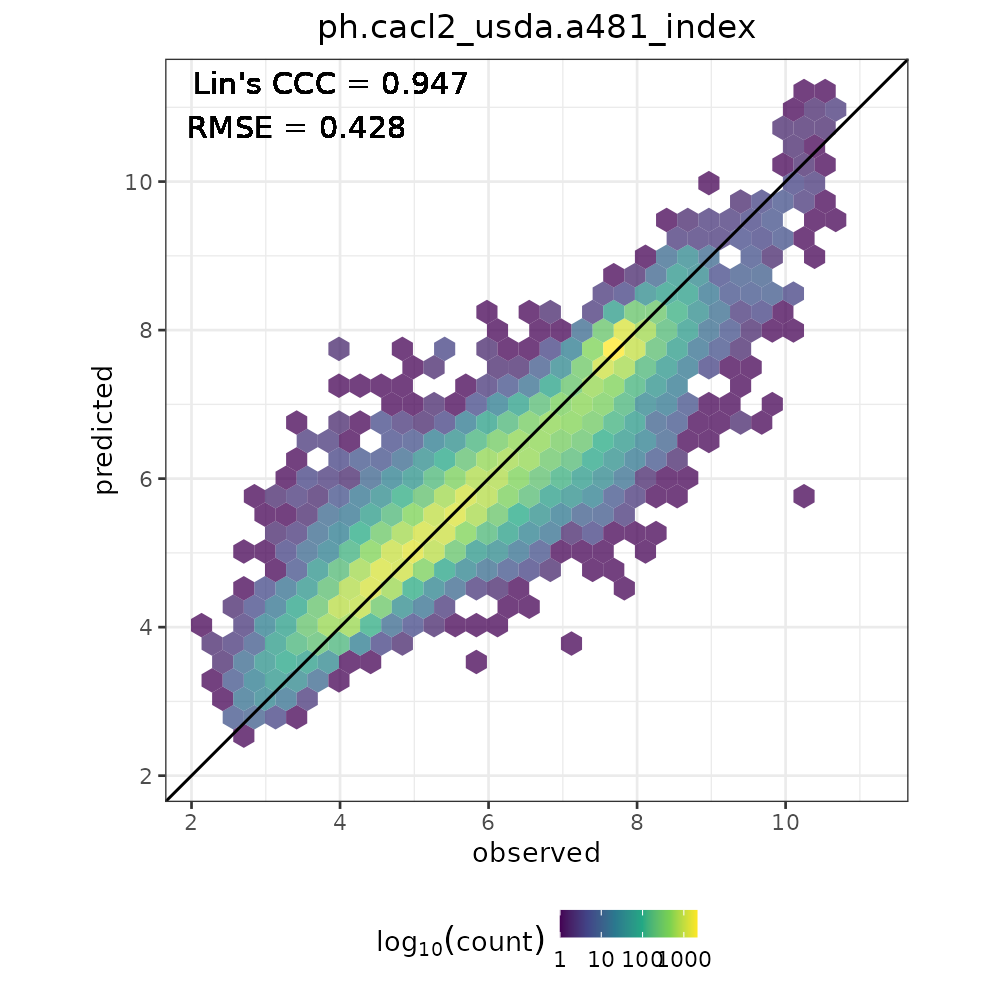 ph.cacl2_usda.a481_index
Lin's CCC = 0.947
RMSE = 0.428
10
8
6
4
2
predicted
2 4 6 8 10
observed
log10(count)
1 10 100 1000